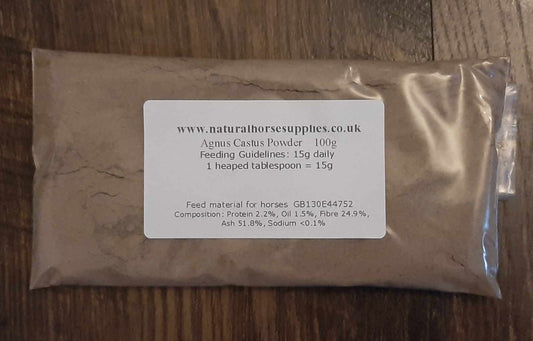 www.naturalhorsesupplies.co.uk
Agnus Castus Powder 100g
Feeding Guidelines: 15g daily
1 heaped tablespoon = 15g
Feed material for horses GB130E44752
Composition: Protein 2.2%, Oil 1.5%, Fibre 24.9%,
Ash 51.8%, Sodium <0.1%